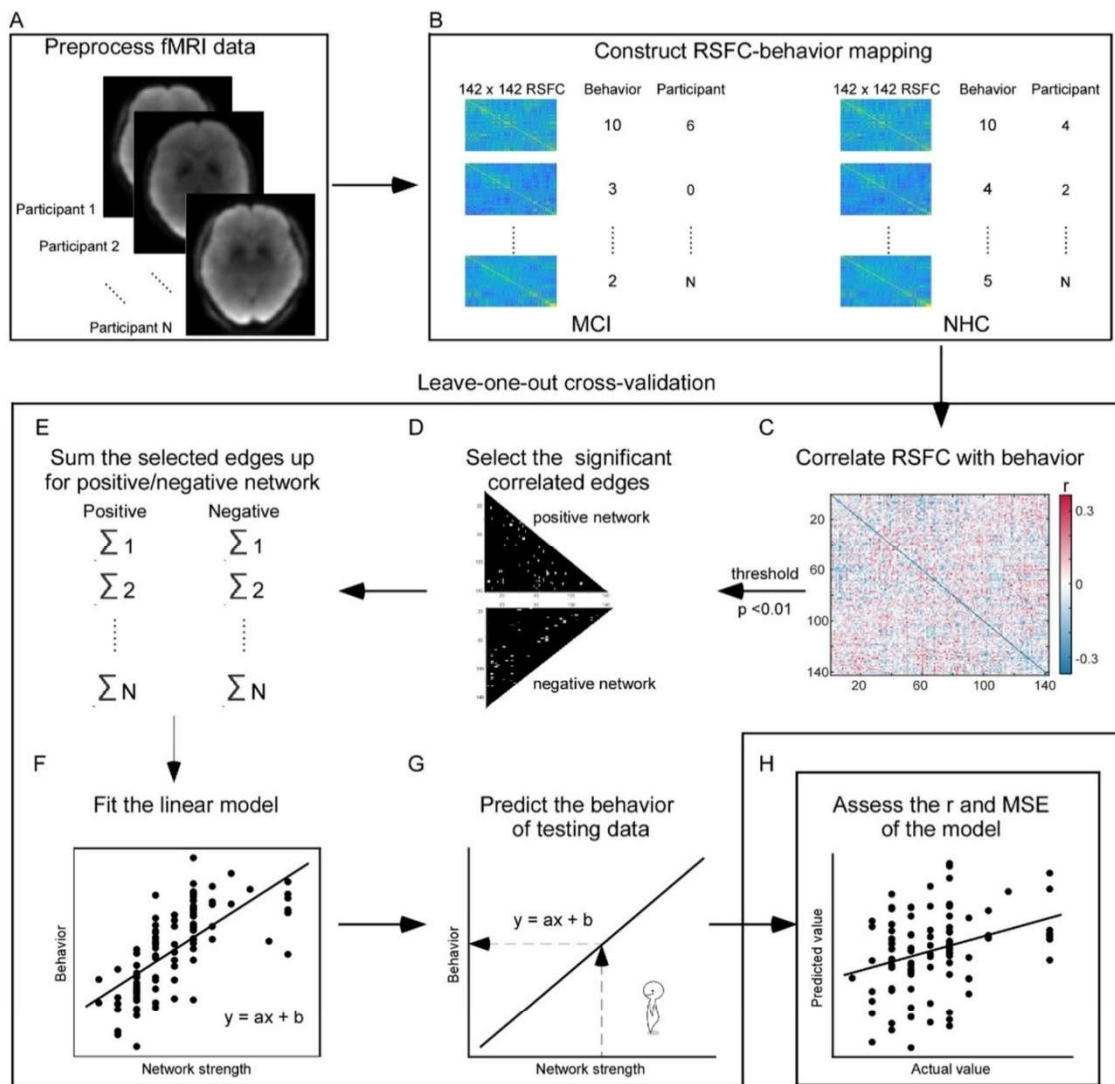 A
Preprocess fMRI data
Participant 1
Participant 2
Participant N
B
Construct RSFC-behavior mapping
142 x 142 RSFC Behavior Participant
10 6
3 0
2 N
MCI
142 x 142 RSFC Behavior Participant
10 4
4 2
5 N
NHC
Leave-one-out cross-validation
E
Sum the selected edges up
for positive/negative network
Positive Negative
∑1 ∑1
∑2 ∑2
∑N ∑N
D
Select the significant
correlated edges
positive network
negative network
C
Correlate RSFC with behavior
r
0.3
0
-0.3
20
60
100
140
20 60 100 140
threshold
p <0.01
F
Fit the linear model
Behavior
y = ax + b
Network strength
G
Predict the behavior
of testing data
Behavior
y = ax + b
Network strength
H
Assess the r and MSE
of the model
Predicted value
Actual value